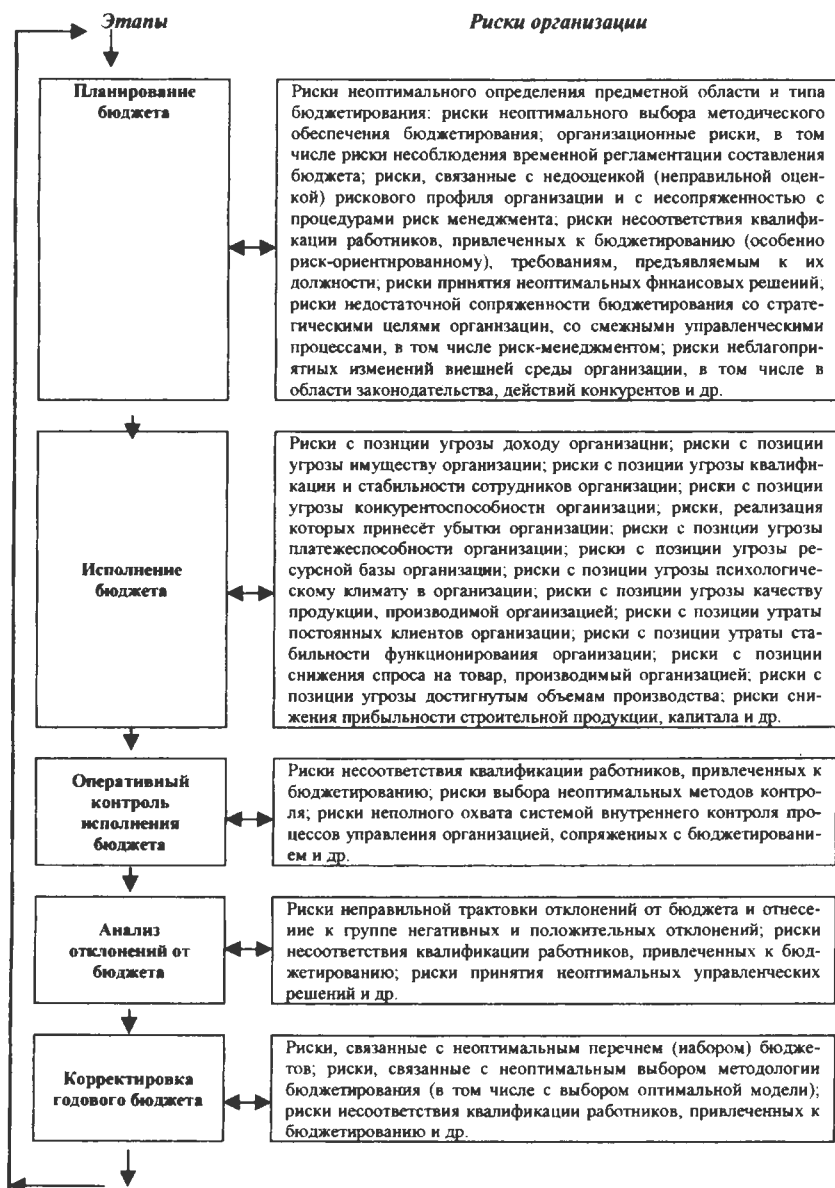 Этапы
Риски организации
Планирование
бюджета
Риски неоптимального определения предметной области и типа
бюджетирования: риски неоптимального выбора методического
обеспечения бюджетирования; организационные риски, в том
числе риски несоблюдения временной регламентации составления
бюджета; риски, связанные с недооценкой (неправильной оцен-
кой) рискового профиля организации и с несопряженностью с
процедурами риск менеджмента; риски несоответствия квалифи-
кации работников, привлеченных к бюджетированию (особенно
риск-ориентированному), требованиям, предъявляемым к их
должности; риски принятия неоптимальных финансовых решений;
риски недостаточной сопряженности бюджетирования со страте-
гическими целями организации, со смежными управленческими
процессами, в том числе риск-менеджментом; риски неблагопри-
ятных изменений внешней среды организации, в том числе в
области законодательства, действий конкурентов и др.
Исполнение
бюджета
Риски с позиции угрозы доходу организации; риски с позиции
угрозы имуществу организации; риски с позиции угрозы квалифи-
кации и стабильности сотрудников организации; риски с позиции
угрозы конкурентоспособности организации; риски, реализация
которых принесёт убытки организации; риски с позиции угрозы
платежеспособности организации; риски с позиции угрозы ре-
сурсной базы организации; риски с позиции угрозы психологиче-
скому климату в организации; риски с позиции угрозы качеству
продукции, производимой организацией; риски с позиции утраты
постоянных клиентов организации; риски с позиции утраты ста-
бильности функционирования организации; риски с позиции
снижения спроса на товар, производимый организацией; риски с
позиции угрозы достигнутым объемам производства; риски сни-
жения прибыльности строительной продукции, капитала и др.
Оперативный
контроль
исполнения
бюджета
Риски несоответствия квалификации работников, привлеченных к
бюджетированию; риски выбора неоптимальных методов контро-
ля; риски неполного охвата системой внутреннего контроля про-
цессов управления организацией, сопряженных с бюджетировани-
ем и др.
Анализ
отклонений от
бюджета
Риски неправильной трактовки отклонений от бюджета и отнесе-
ние к группе негативных и положительных отклонений; риски
несоответствия квалификации работников, привлеченных к бюд-
жетированию; риски принятия неоптимальных управленческих
решений и др.
Корректировка
годового бюджета
Риски, связанные с неоптимальным перечнем (набором) бюдже-
тов; риски, связанные с неоптимальным выбором методологии
бюджетирования (в том числе с выбором оптимальной модели);
риски несоответствия квалификации работников, привлеченных к
бюджетированию и др.